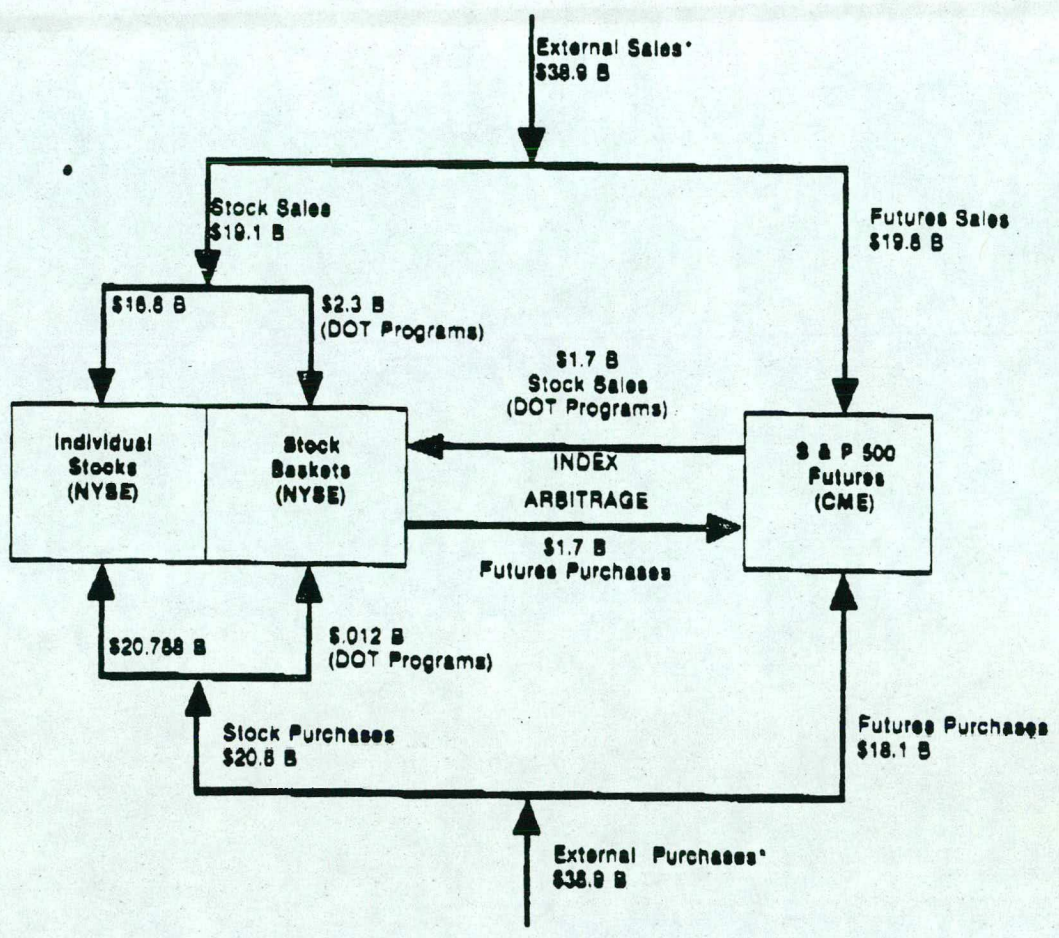 External Sales*
$38.9 B
Stock Sales
$19.1 B
Futures Sales
$19.8 B
$16.8 B
$2.3 B
(DOT Programs)
$1.7 B
Stock Sales
(DOT Programs)
Individual
Stocks
(NYSE)
Stock
Baskets
(NYSE)
INDEX
ARBITRAGE
S & P 500
Futures
(CME)
$1.7 B
Futures Purchases
$20.788 B
$.012 B
(DOT Programs)
Stock Purchases
$20.8 B
Futures Purchases
$18.1 B
External Purchases*
$38.9 B